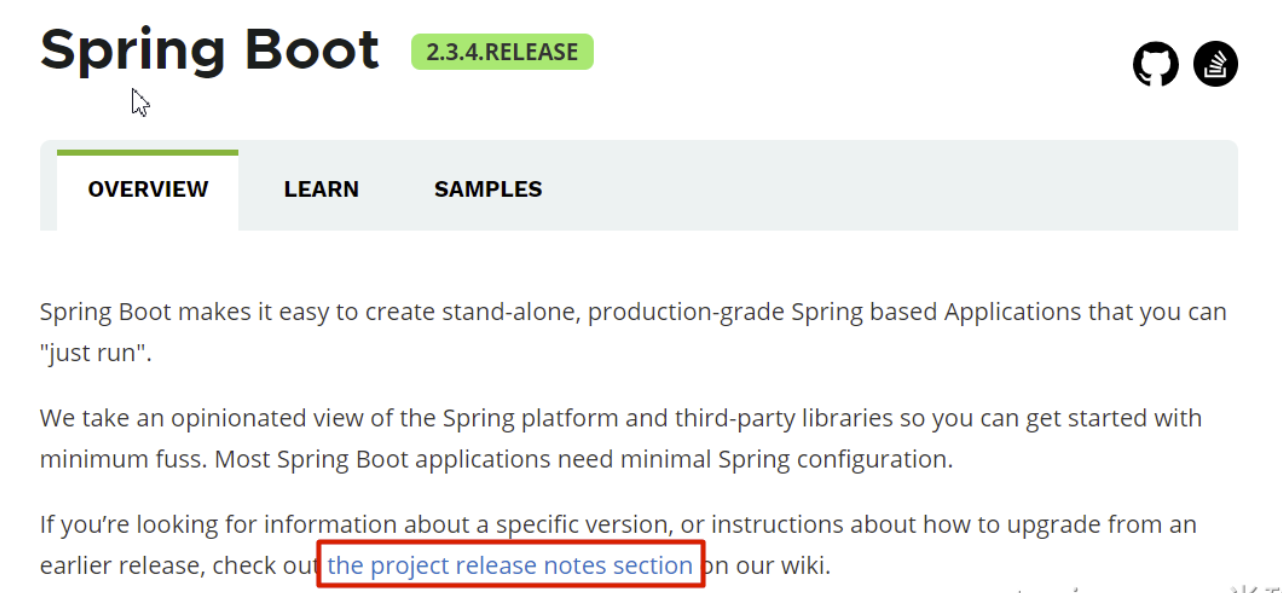 Spring Boot 2.3.4.RELEASE
OVERVIEW LEARN SAMPLES
Spring Boot makes it easy to create stand-alone, production-grade Spring based Applications that you can
"just run".
We take an opinionated view of the Spring platform and third-party libraries so you can get started with
minimum fuss. Most Spring Boot applications need minimal Spring configuration.
If you’re looking for information about a specific version, or instructions about how to upgrade from an
earlier release, check out the project release notes section on our wiki.